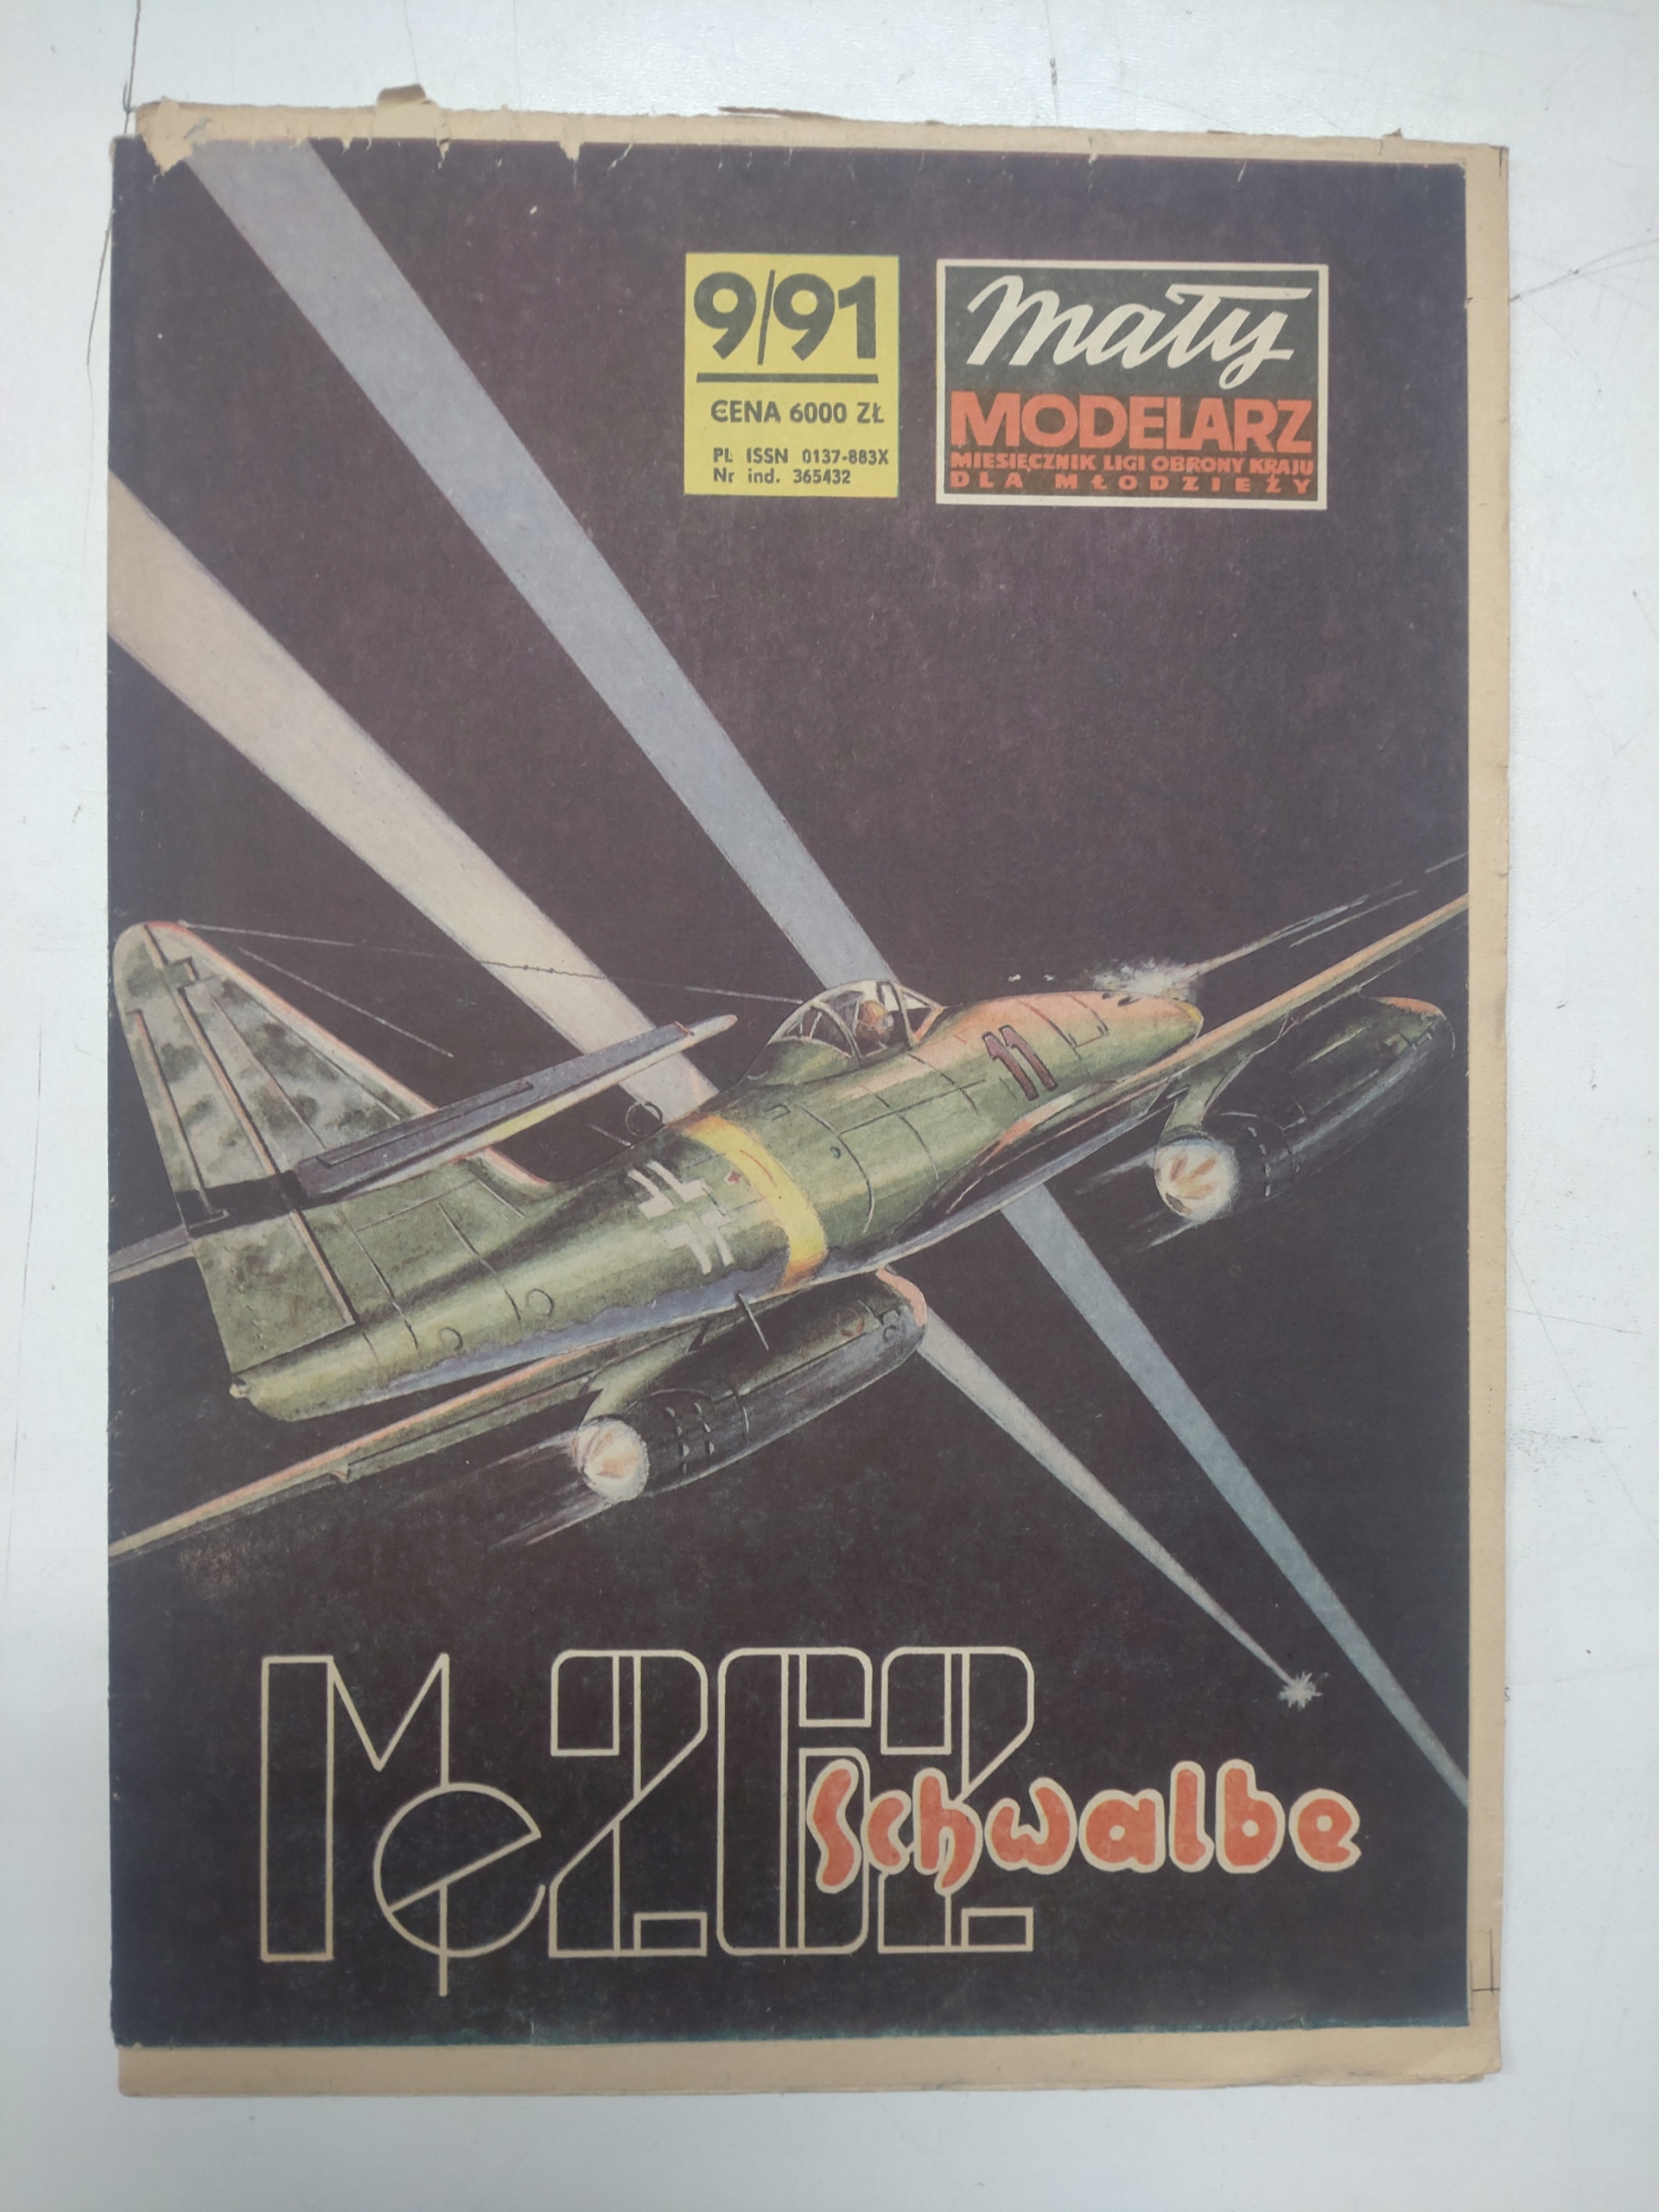 9/91
CENA 6000 ZŁ
PL ISSN 0137-883X
Nr ind. 365432
Mały
MODELARZ
MIESIĘCZNIK LIGI OBRONY KRAJU
DLA MŁODZIEŻY
11
Me 262
Schwalbe